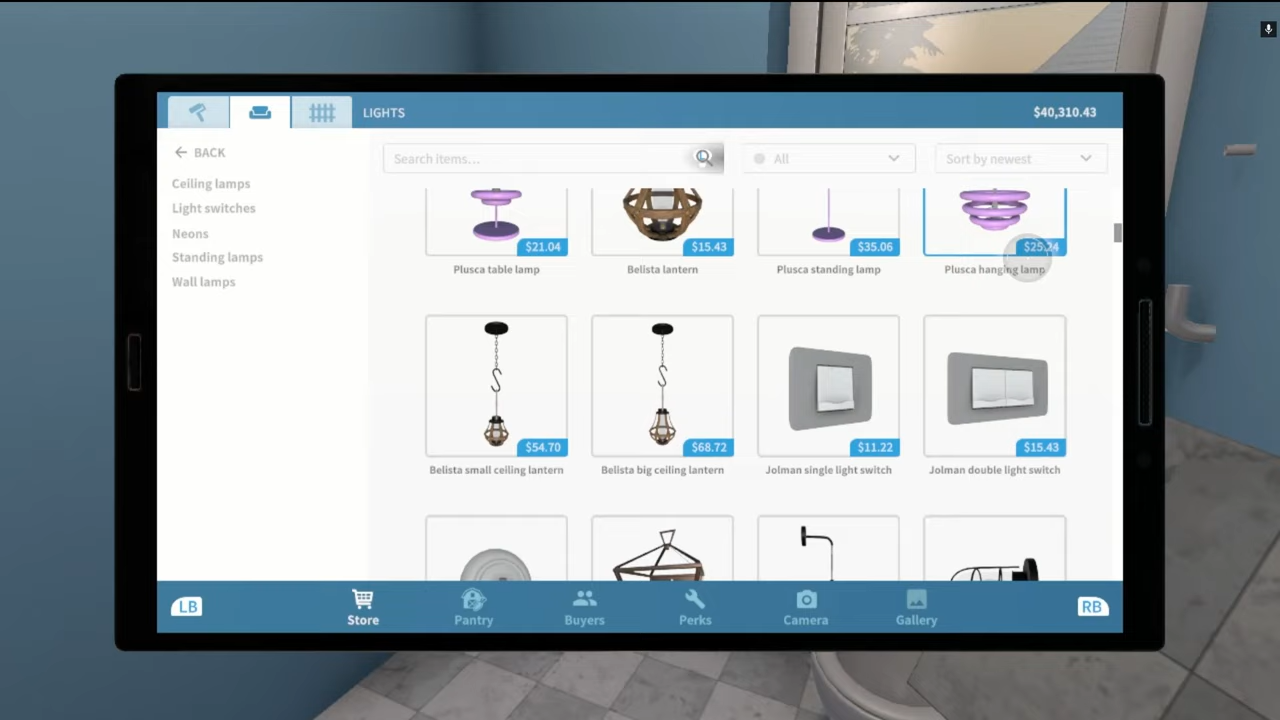 LIGHTS
$40,310.43
BACK
Search items...
All
Sort by newest
Ceiling lamps
Light switches
Neons
Standing lamps
Wall lamps
$21.04
$15.43
$35.06
$25.24
Plusca table lamp
Belista lantern
Plusca standing lamp
Plusca hanging lamp
$54.70
$68.72
$11.22
$15.43
Belista small ceiling lantern
Belista big ceiling lantern
Jolman single light switch
Jolman double light switch
LB
Store
Pantry
Buyers
Perks
Camera
Gallery
RB